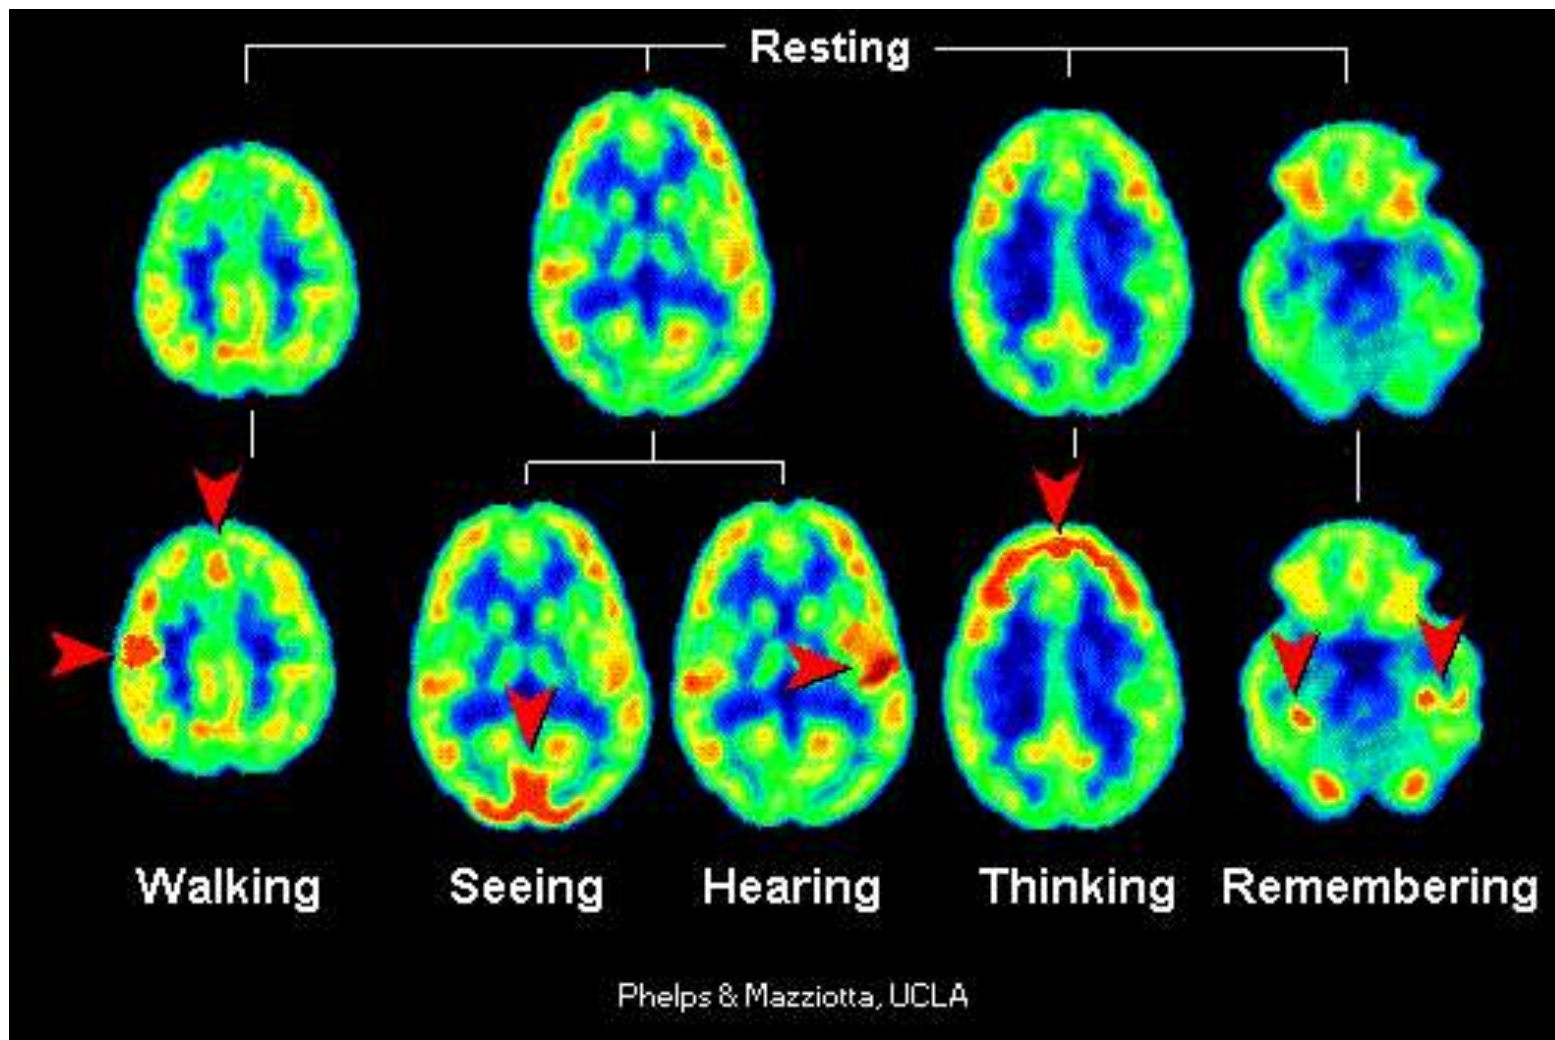 Resting
Walking
Seeing
Hearing
Thinking
Remembering
Phelps & Mazziotta, UCLA